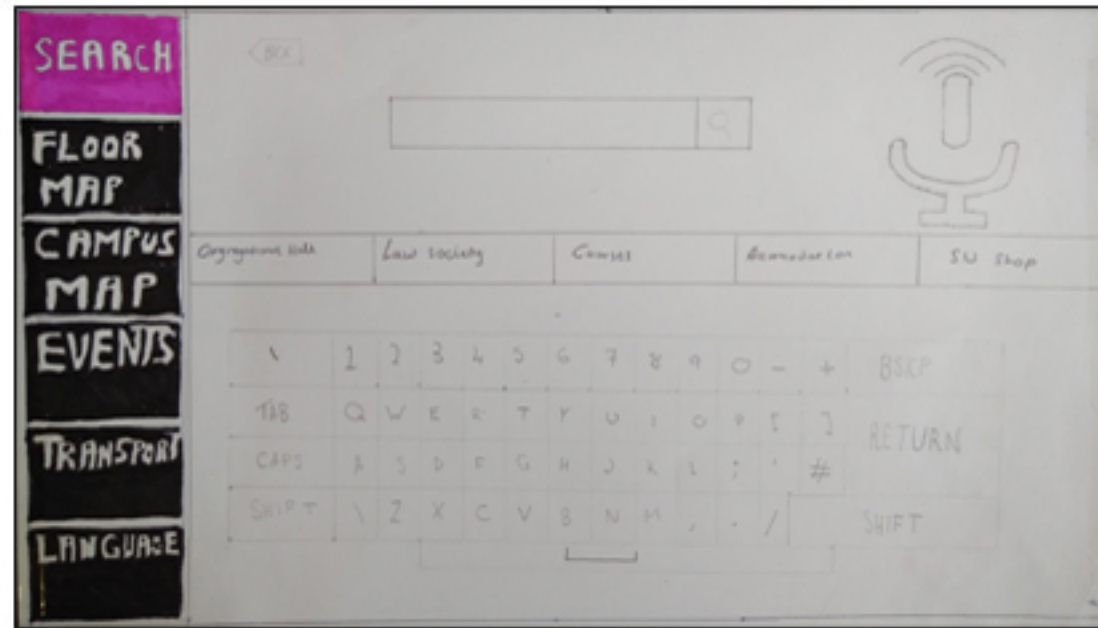 SEARCH
FLOOR
MAP
CAMPUS
MAP
EVENTS
TRANSPORT
LANGUAGE
Law Society
SU Shop
\ 1 2 3 4 5 6 7 8 9 0 - + BSKP
TAB Q W E R T Y U I O P [ ]
RETURN
CAPS A S D F G H J K L ; ' #
SHIFT \ Z X C V B N M , . / SHIFT